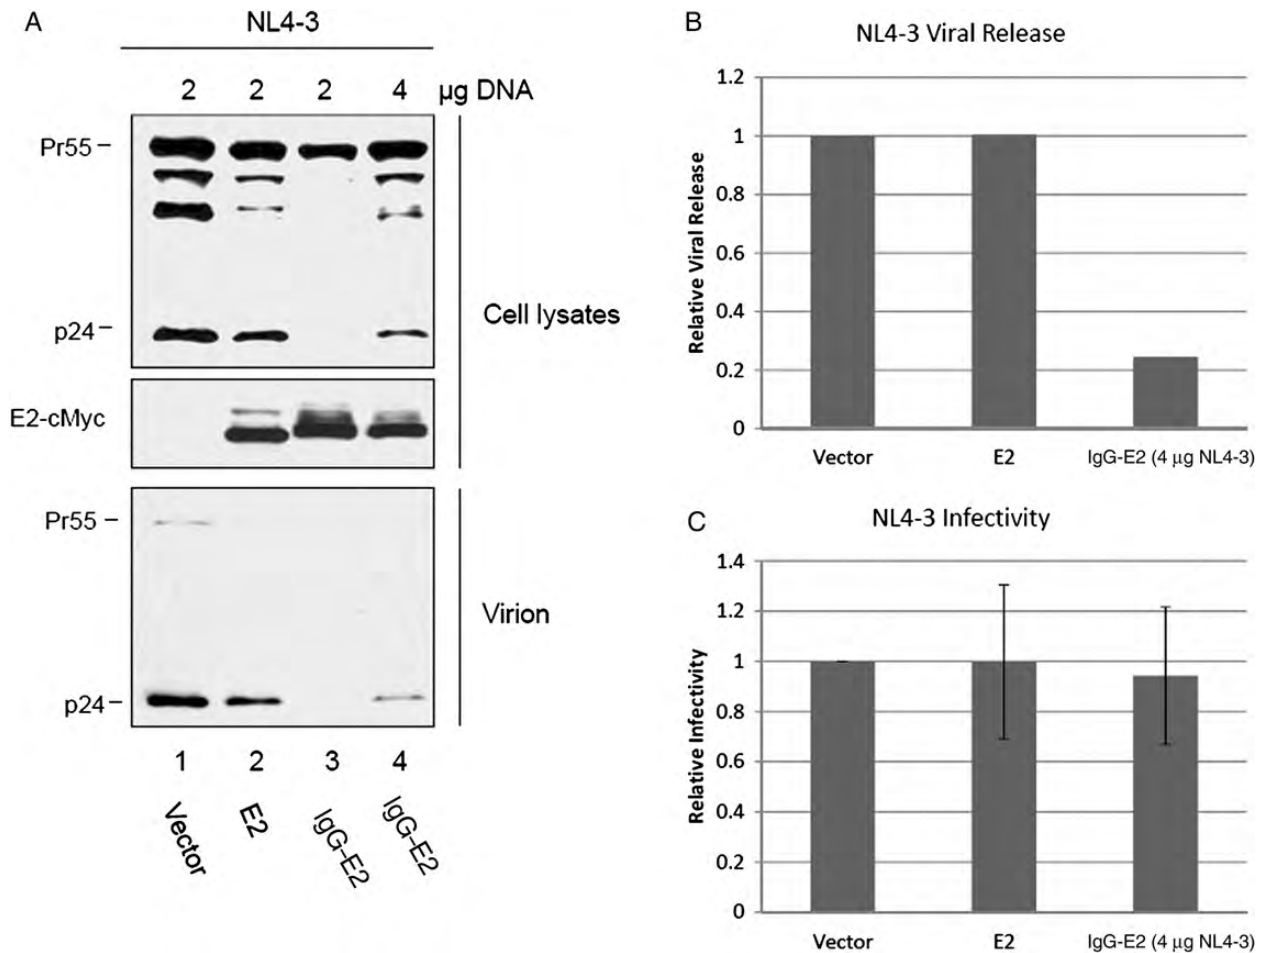 A
NL4-3
2 2 2 4 µg DNA
Pr55
p24
Cell lysates
E2-cMyc
Pr55
Virion
p24
1 2 3 4
Vector E2 IgG-E2 IgG-E2
B
NL4-3 Viral Release
Relative Viral Release
1.2
1
0.8
0.6
0.4
0.2
0
Vector E2 IgG-E2 (4 µg NL4-3)
C
NL4-3 Infectivity
Relative Infectivity
1.4
1.2
1
0.8
0.6
0.4
0.2
0
Vector E2 IgG-E2 (4 µg NL4-3)